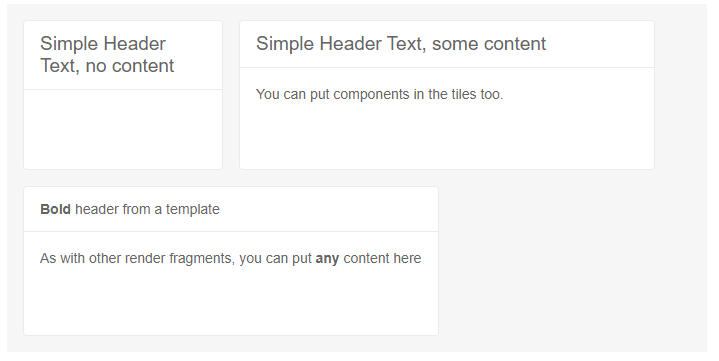 Simple Header
Text, no content
Simple Header Text, some content
You can put components in the tiles too.
Bold header from a template
As with other render fragments, you can put any content here